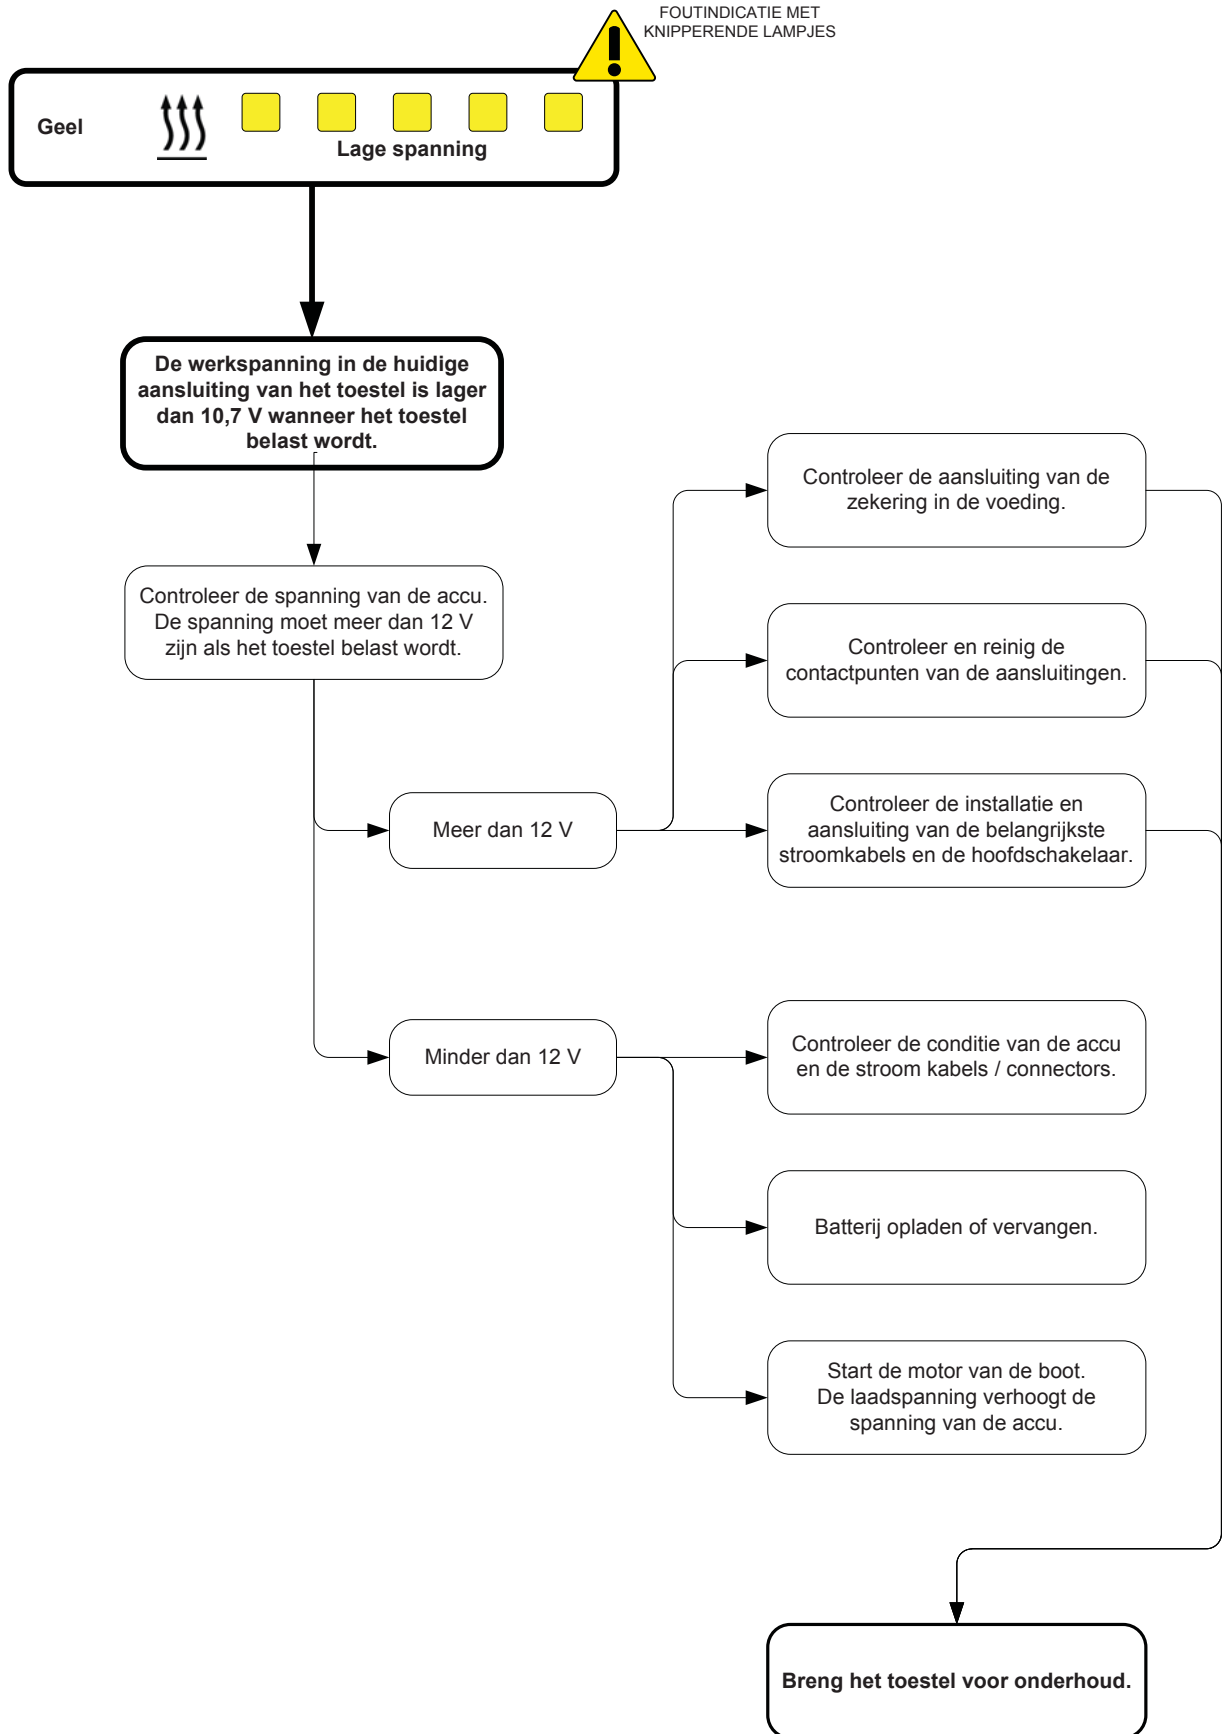 FOUTINDICATIE MET
KNIPPERENDE LAMPJES
Geel
Lage spanning
De werkspanning in de huidige
aansluiting van het toestel is lager
dan 10,7 V wanneer het toestel
belast wordt.
Controleer de spanning van de accu.
De spanning moet meer dan 12 V
zijn als het toestel belast wordt.
Meer dan 12 V
Controleer de aansluiting van de
zekering in de voeding.
Controleer en reinig de
contactpunten van de aansluitingen.
Controleer de installatie en
aansluiting van de belangrijkste
stroomkabels en de hoofdschakelaar.
Minder dan 12 V
Controleer de conditie van de accu
en de stroom kabels / connectors.
Batterij opladen of vervangen.
Start de motor van de boot.
De laadspanning verhoogt de
spanning van de accu.
Breng het toestel voor onderhoud.